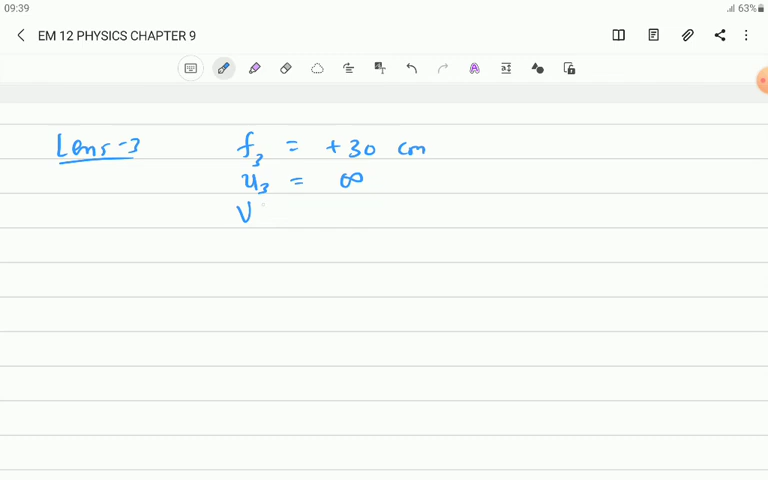 09:39
63%
EM 12 PHYSICS CHAPTER 9
Lens-3 f₃ = +30 cm
u₃ = ∞
V